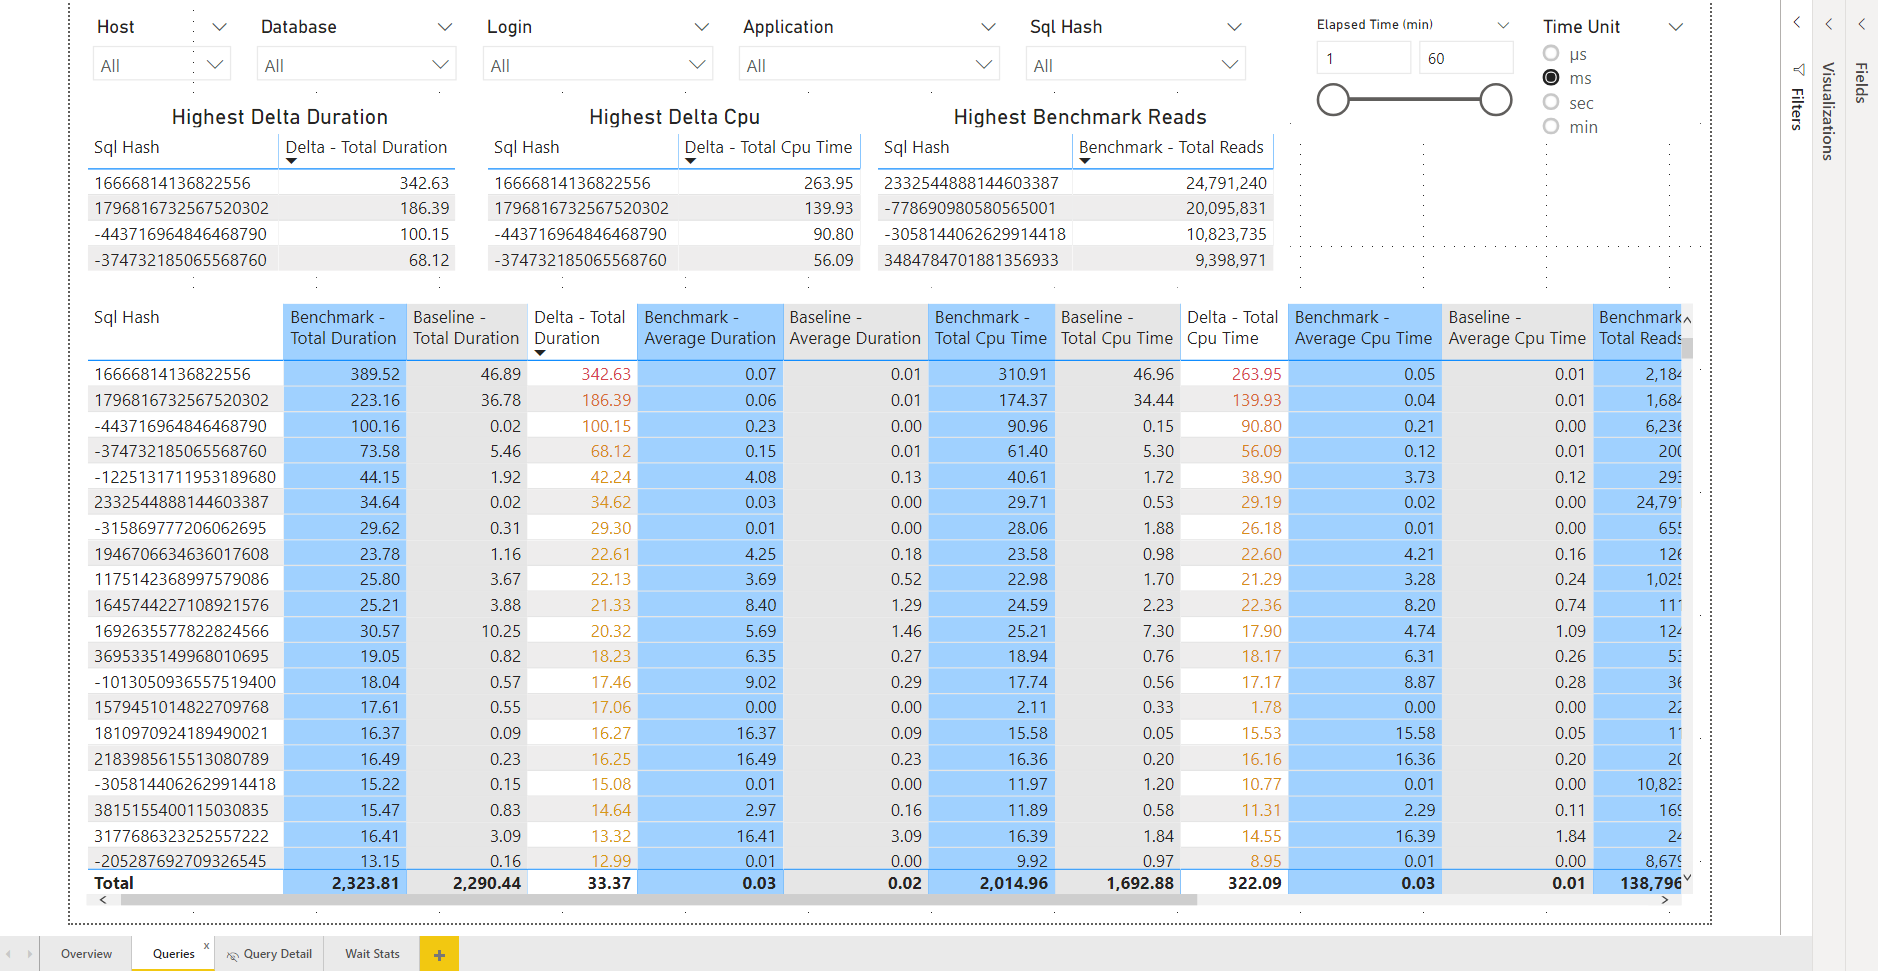 Host Database Login Application Sql Hash Elapsed Time (min) Time Unit
All All All All All 1 60
µs
ms
sec
min
Filters
Visualizations
Fields
Highest Delta Duration
Sql Hash Delta - Total Duration
16666814136822556 342.63
1796816732567520302 186.39
-443716964846468790 100.15
-374732185065568760 68.12
Highest Delta Cpu
Sql Hash Delta - Total Cpu Time
16666814136822556 263.95
1796816732567520302 139.93
-443716964846468790 90.80
-374732185065568760 56.09
Highest Benchmark Reads
Sql Hash Benchmark - Total Reads
2332544888144603387 24,791,240
-778690980580565001 20,095,831
-3058144062629914418 10,823,735
3484784701881356933 9,398,971
Sql Hash Benchmark - Total Duration Baseline - Total Duration Delta - Total Duration Benchmark - Average Duration Baseline - Average Duration Benchmark - Total Cpu Time Baseline - Total Cpu Time Delta - Total Cpu Time Benchmark - Average Cpu Time Baseline - Average Cpu Time Benchmark Total Reads
16666814136822556 389.52 46.89 342.63 0.07 0.01 310.91 46.96 263.95 0.05 0.01 2,184
1796816732567520302 223.16 36.78 186.39 0.06 0.01 174.37 34.44 139.93 0.04 0.01 1,684
-443716964846468790 100.16 0.02 100.15 0.23 0.00 90.96 0.15 90.80 0.21 0.00 6,236
-374732185065568760 73.58 5.46 68.12 0.15 0.01 61.40 5.30 56.09 0.12 0.01 200
-1225131711953189680 44.15 1.92 42.24 4.08 0.13 40.61 1.72 38.90 3.73 0.12 293
2332544888144603387 34.64 0.02 34.62 0.03 0.00 29.71 0.53 29.19 0.02 0.00 24,791
-315869777206062695 29.62 0.31 29.30 0.01 0.00 28.06 1.88 26.18 0.01 0.00 655
1946706634636017608 23.78 1.16 22.61 4.25 0.18 23.58 0.98 22.60 4.21 0.16 126
1175142368997579086 25.80 3.67 22.13 3.69 0.52 22.98 1.70 21.29 3.28 0.24 1,025
1645744227108921576 25.21 3.88 21.33 8.40 1.29 24.59 2.23 22.36 8.20 0.74 111
1692635577822824566 30.57 10.25 20.32 5.69 1.46 25.21 7.30 17.90 4.74 1.09 124
3695335149968010695 19.05 0.82 18.23 6.35 0.27 18.94 0.76 18.17 6.31 0.26 53
-1013050936557519400 18.04 0.57 17.46 9.02 0.29 17.74 0.56 17.17 8.87 0.28 36
1579451014822709768 17.61 0.55 17.06 0.00 0.00 2.11 0.33 1.78 0.00 0.00 22
1810970924189490021 16.37 0.09 16.27 16.37 0.09 15.58 0.05 15.53 15.58 0.05 11
2183985615513080789 16.49 0.23 16.25 16.49 0.23 16.36 0.20 16.16 16.36 0.20 20
-3058144062629914418 15.22 0.15 15.08 0.01 0.00 11.97 1.20 10.77 0.01 0.00 10,823
3815155400115030835 15.47 0.83 14.64 2.97 0.16 11.89 0.58 11.31 2.29 0.11 169
3177686323252557222 16.41 3.09 13.32 16.41 3.09 16.39 1.84 14.55 16.39 1.84 24
-205287692709326545 13.15 0.16 12.99 0.01 0.00 9.92 0.97 8.95 0.01 0.00 8,679
Total 2,323.81 2,290.44 33.37 0.03 0.02 2,014.96 1,692.88 322.09 0.03 0.01 138,796
Overview Queries x Query Detail Wait Stats +